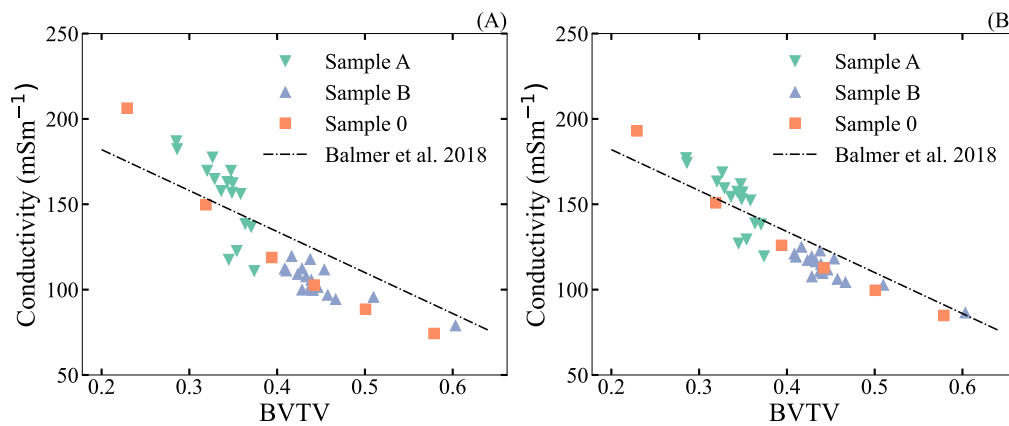 (A)
250
200
150
100
50
Conductivity (mSm⁻¹)
Sample A
Sample B
Sample 0
Balmer et al. 2018
0.2 0.3 0.4 0.5 0.6
BVTV
(B
250
200
150
100
50
Conductivity (mSm⁻¹)
Sample A
Sample B
Sample 0
Balmer et al. 2018
0.2 0.3 0.4 0.5 0.6
BVTV